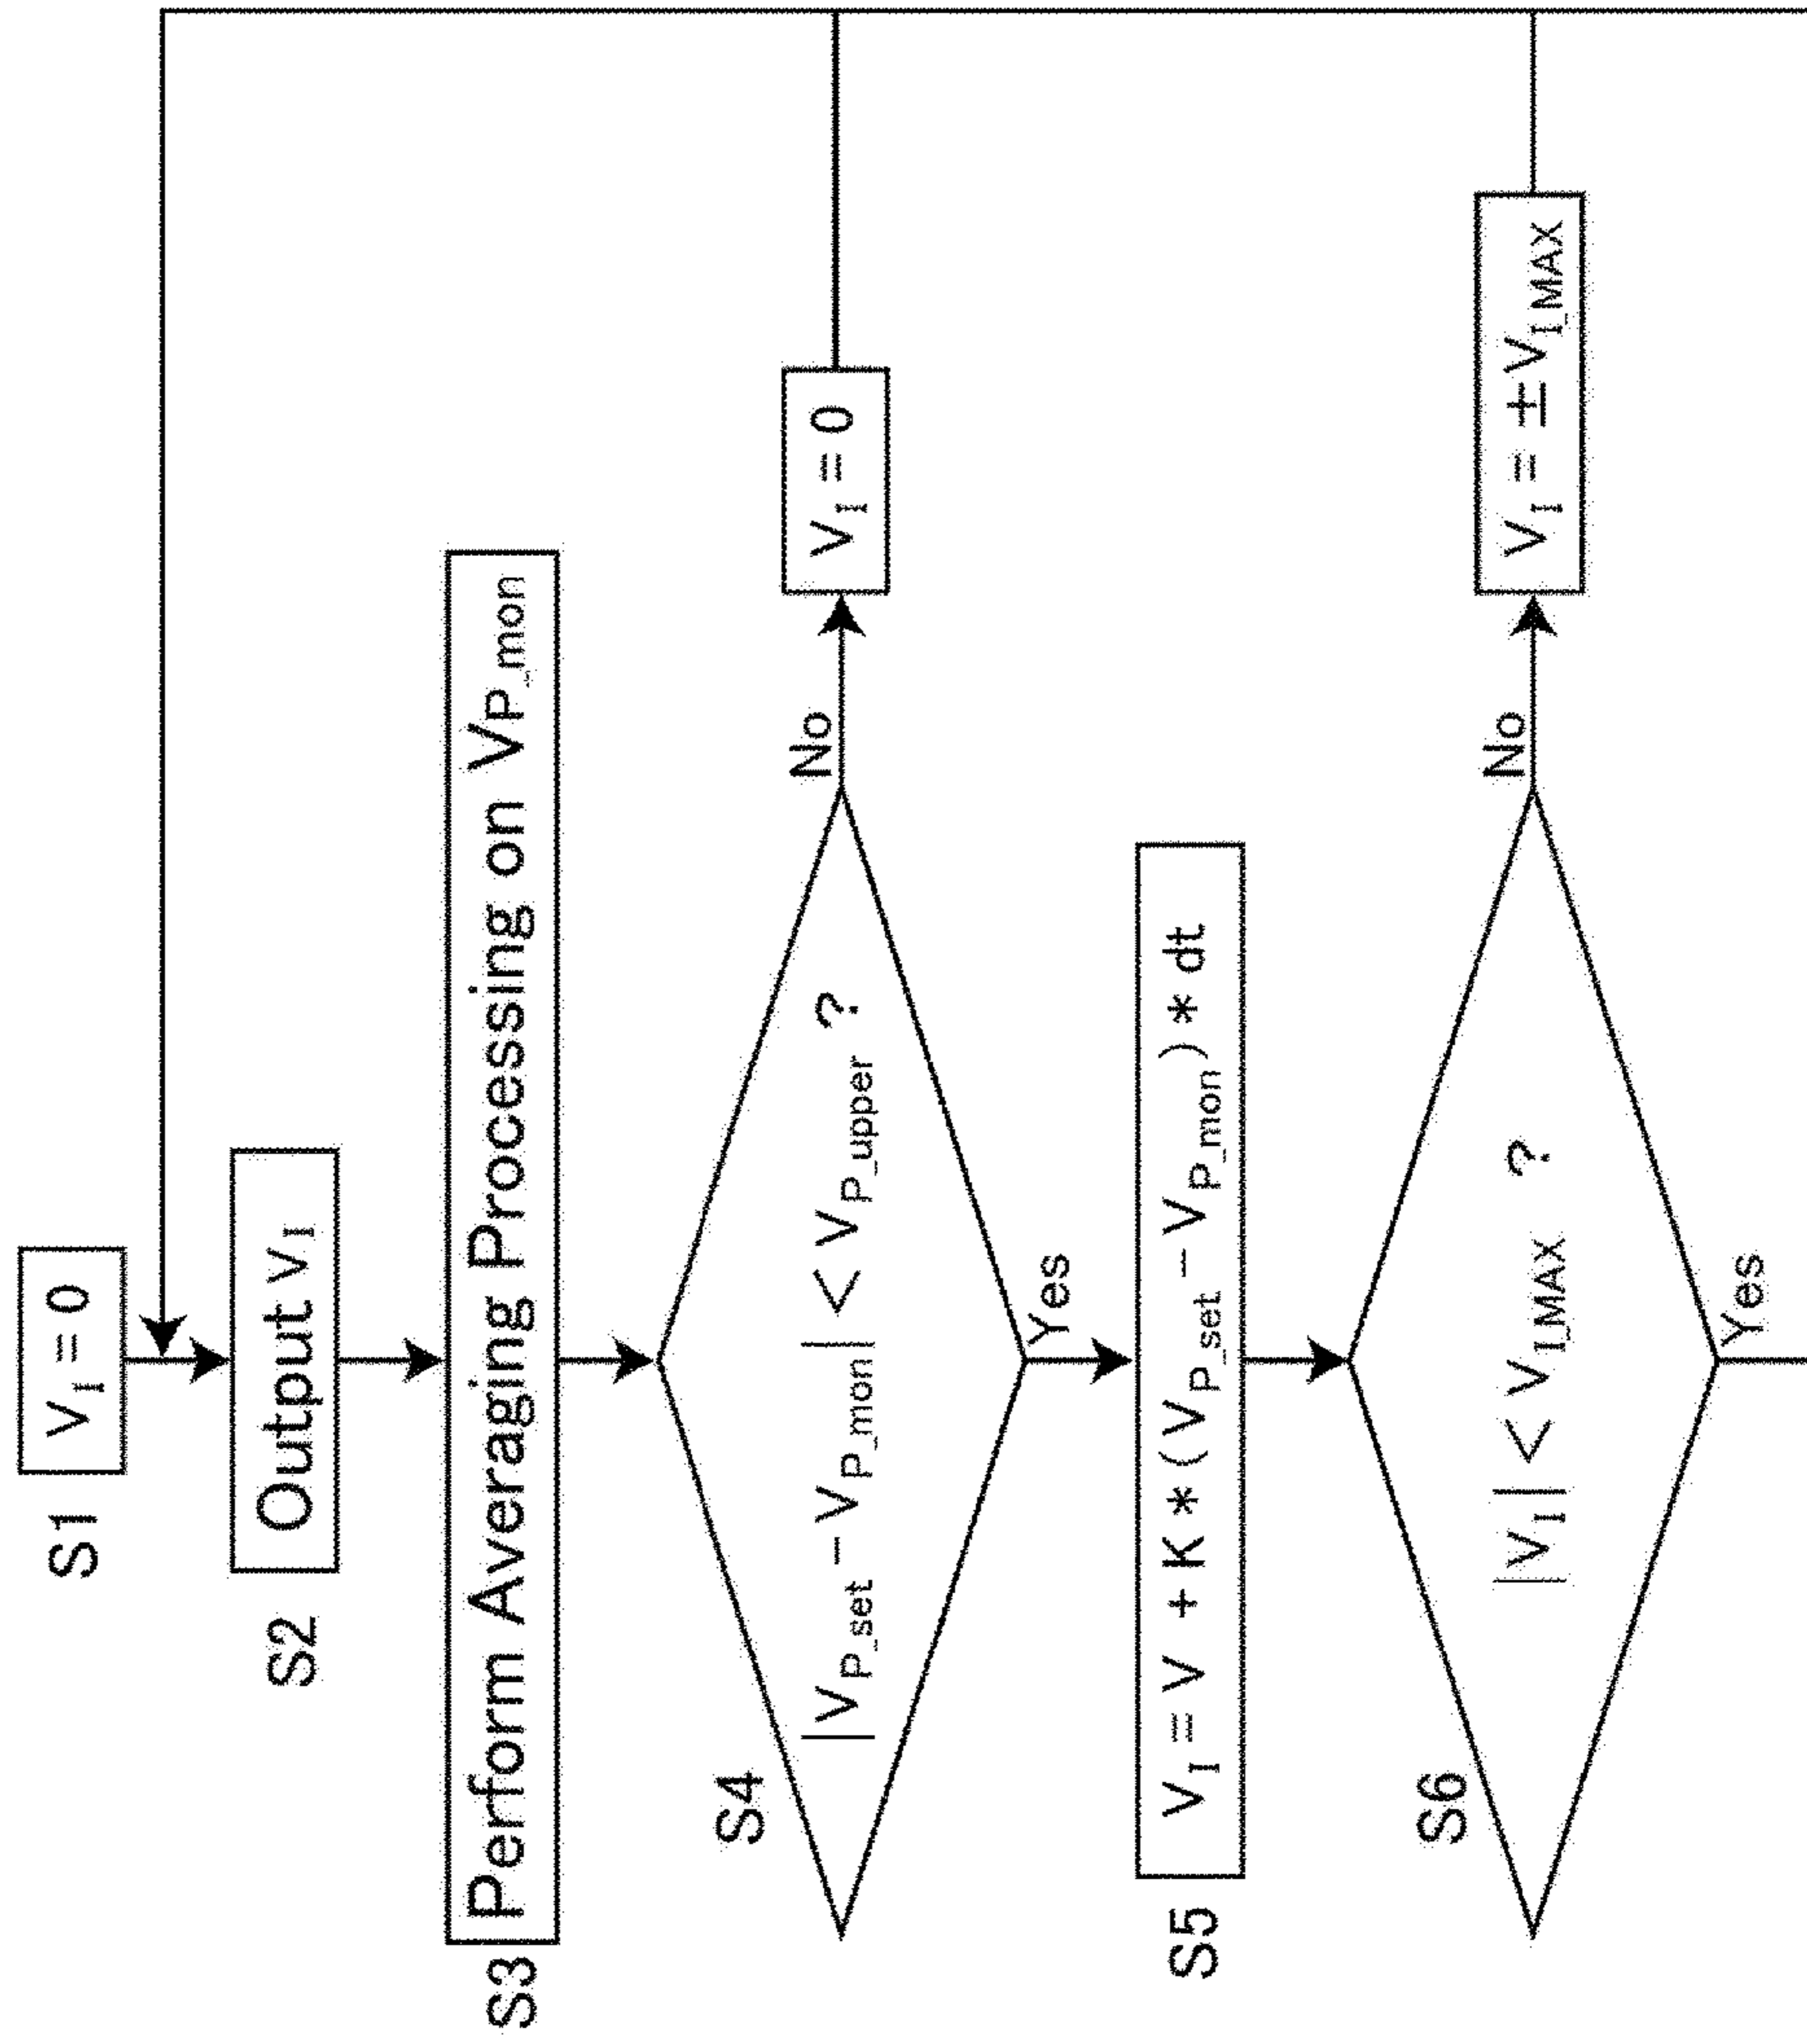 S1
V_I = 0
S2
Output V_I
S3
Perform Averaging Processing on V_P_mon
S4
|V_P_set − V_P_mon| < V_P_upper ?
No
V_I = 0
Yes
S5
V_I = V + K * (V_P_set − V_P_mon) * dt
S6
|V_I| < V_I_MAX ?
No
V_I = ±V_I_MAX
Yes